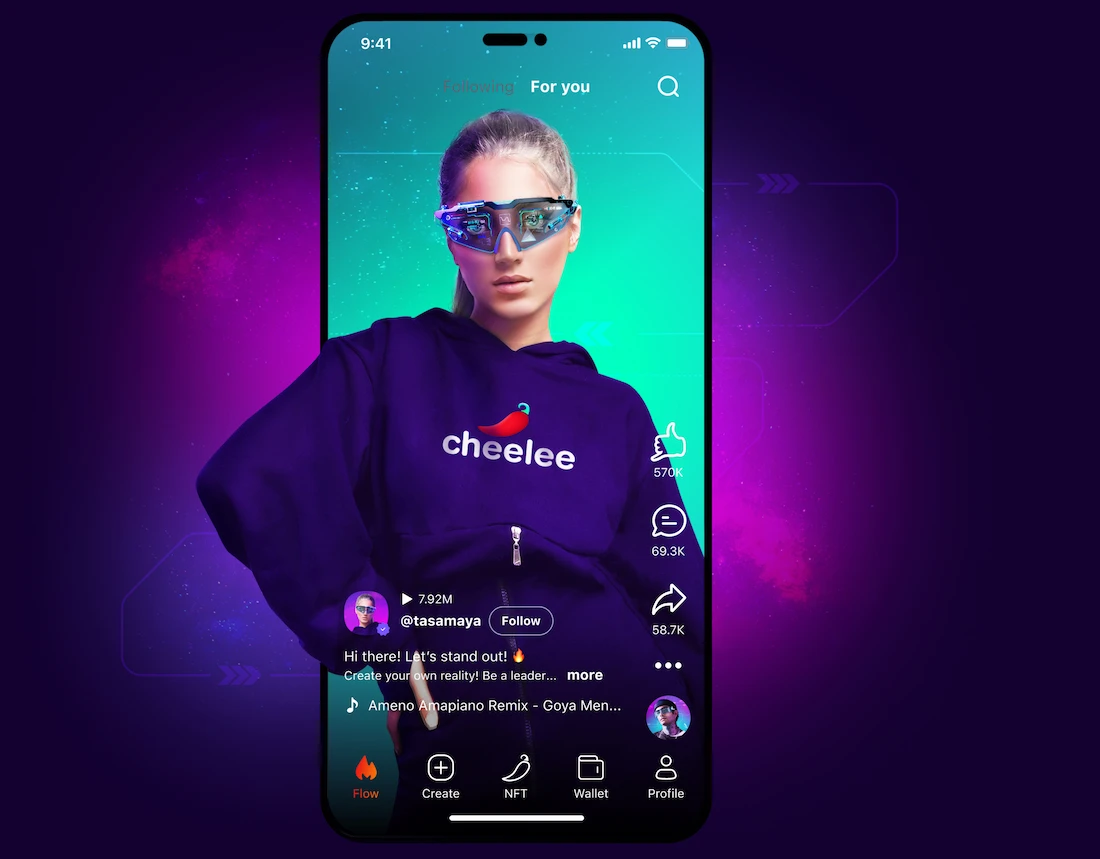 9:41
Following For you
cheelee
570K
69.3K
7.92M
@tasamaya Follow
58.7K
Hi there! Let's stand out! 🔥
Create your own reality! Be a leader... more
Ameno Amapiano Remix - Goya Men...
Flow Create NFT Wallet Profile